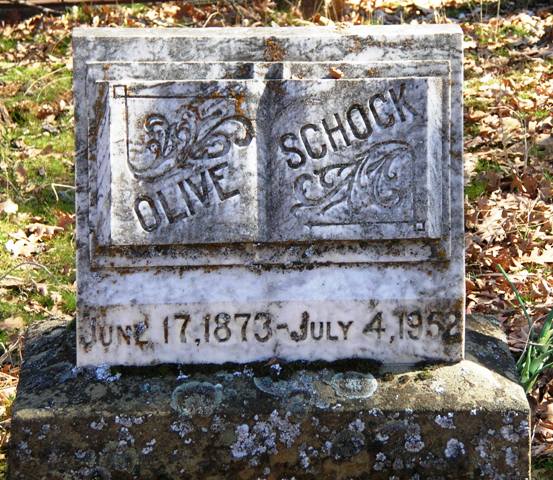 OLIVE
SCHOCK
JUNE 17, 1873-JULY 4, 1952